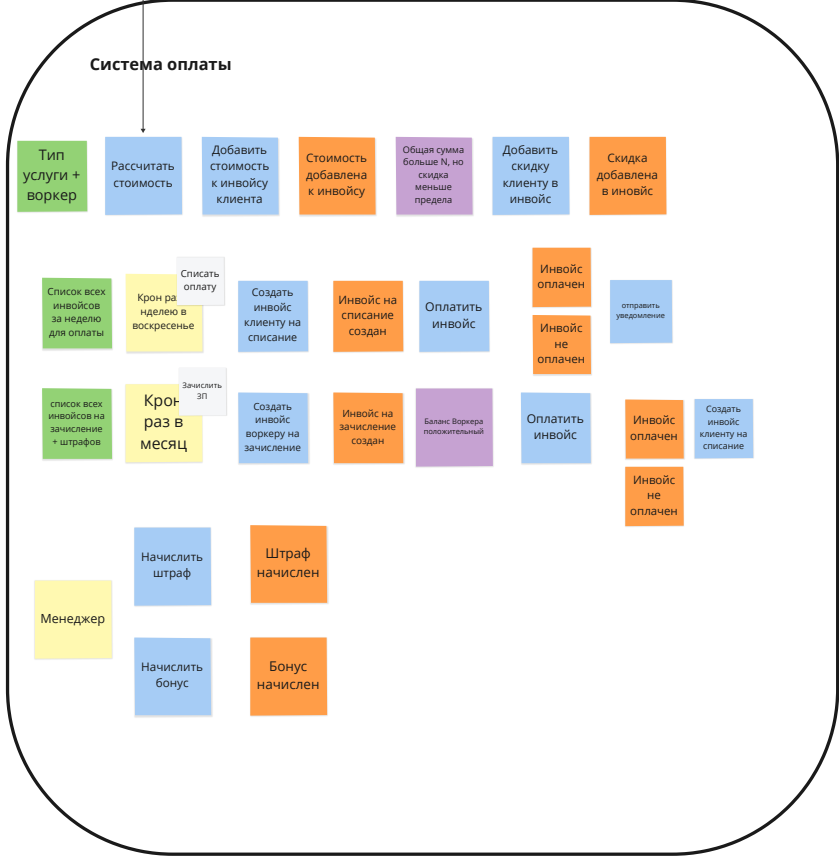 Система оплаты
Тип
услуги +
воркер
Рассчитать
стоимость
Добавить
стоимость
к инвойсу
клиента
Стоимость
добавлена
к инвойсу
Общая сумма
больше N, но
скидка
меньше
предела
Добавить
скидку
клиенту в
инвойс
Скидка
добавлена
в иновйс
Список всех
инвойсов
за неделю
для оплаты
Крон раз в
нделею в
воскресенье
Списать
оплату
Создать
инвойс
клиенту на
списание
Инвойс на
списание
создан
Оплатить
инвойс
Инвойс
оплачен
Инвойс
не
оплачен
отправить
уведомление
список всех
инвойсов на
зачисление
+ штрафов
Крон
раз в
месяц
Зачислить
ЗП
Создать
инвойс
воркеру на
зачисление
Инвойс на
зачисление
создан
Баланс Воркера
положительный
Оплатить
инвойс
Инвойс
оплачен
Инвойс
не
оплачен
Создать
инвойс
клиенту на
списание
Менеджер
Начислить
штраф
Штраф
начислен
Начислить
бонус
Бонус
начислен